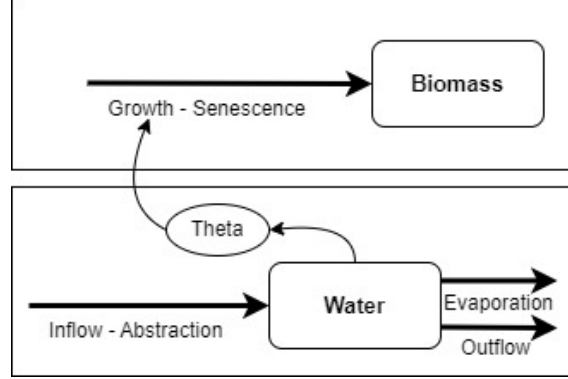 Biomass
Growth - Senescence
Theta
Water
Evaporation
Inflow - Abstraction
Outflow